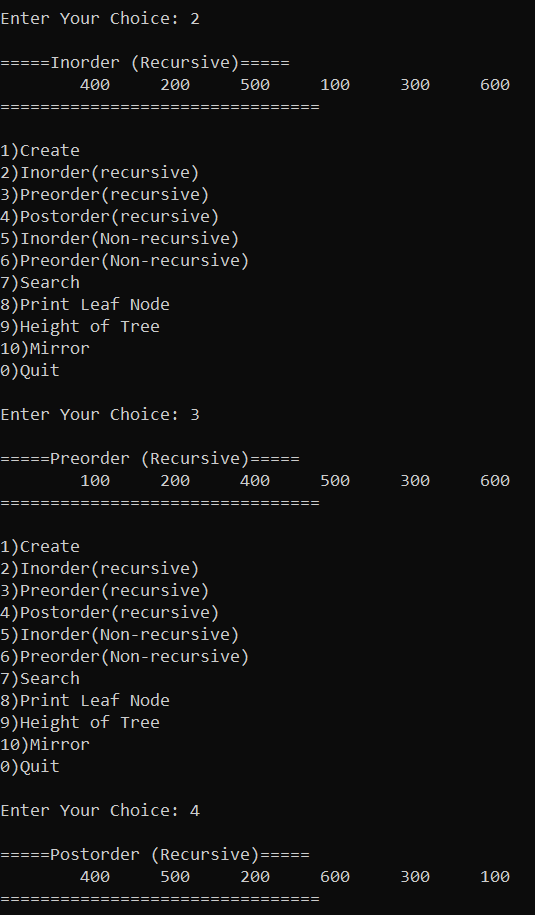 Enter Your Choice: 2
=====Inorder (Recursive)=====
400 200 500 100 300 600
================================
1)Create
2)Inorder(recursive)
3)Preorder(recursive)
4)Postorder(recursive)
5)Inorder(Non-recursive)
6)Preorder(Non-recursive)
7)Search
8)Print Leaf Node
9)Height of Tree
10)Mirror
0)Quit
Enter Your Choice: 3
=====Preorder (Recursive)=====
100 200 400 500 300 600
================================
1)Create
2)Inorder(recursive)
3)Preorder(recursive)
4)Postorder(recursive)
5)Inorder(Non-recursive)
6)Preorder(Non-recursive)
7)Search
8)Print Leaf Node
9)Height of Tree
10)Mirror
0)Quit
Enter Your Choice: 4
=====Postorder (Recursive)=====
400 500 200 600 300 100
================================